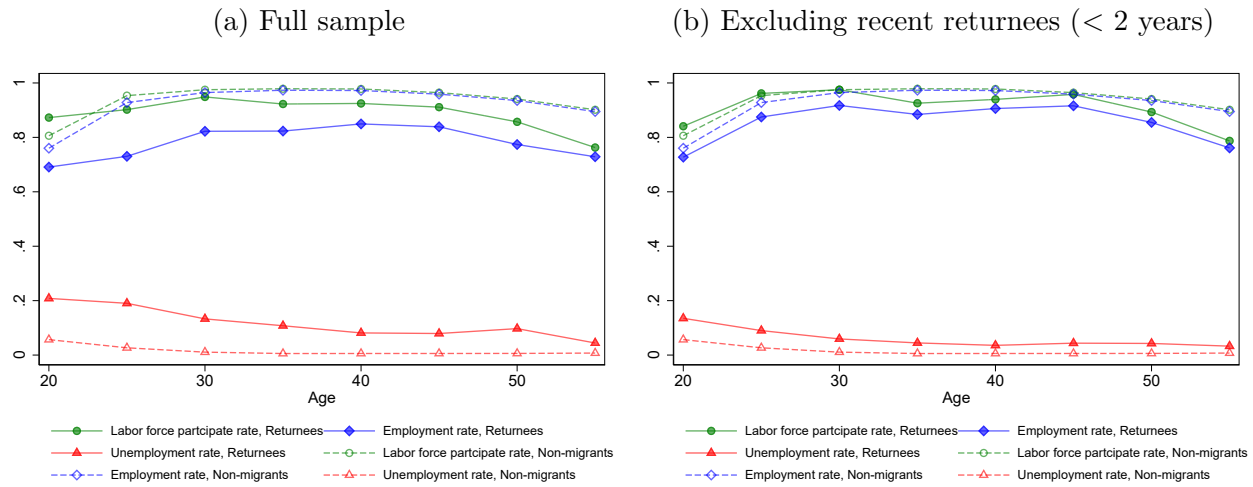 (a) Full sample
(b) Excluding recent returnees (< 2 years)
1
.8
.6
.4
.2
0
20
30
40
50
Age
Labor force partcipate rate, Returnees
Employment rate, Returnees
Unemployment rate, Returnees
Labor force partcipate rate, Non-migrants
Employment rate, Non-migrants
Unemployment rate, Non-migrants
1
.8
.6
.4
.2
0
20
30
40
50
Age
Labor force partcipate rate, Returnees
Employment rate, Returnees
Unemployment rate, Returnees
Labor force partcipate rate, Non-migrants
Employment rate, Non-migrants
Unemployment rate, Non-migrants